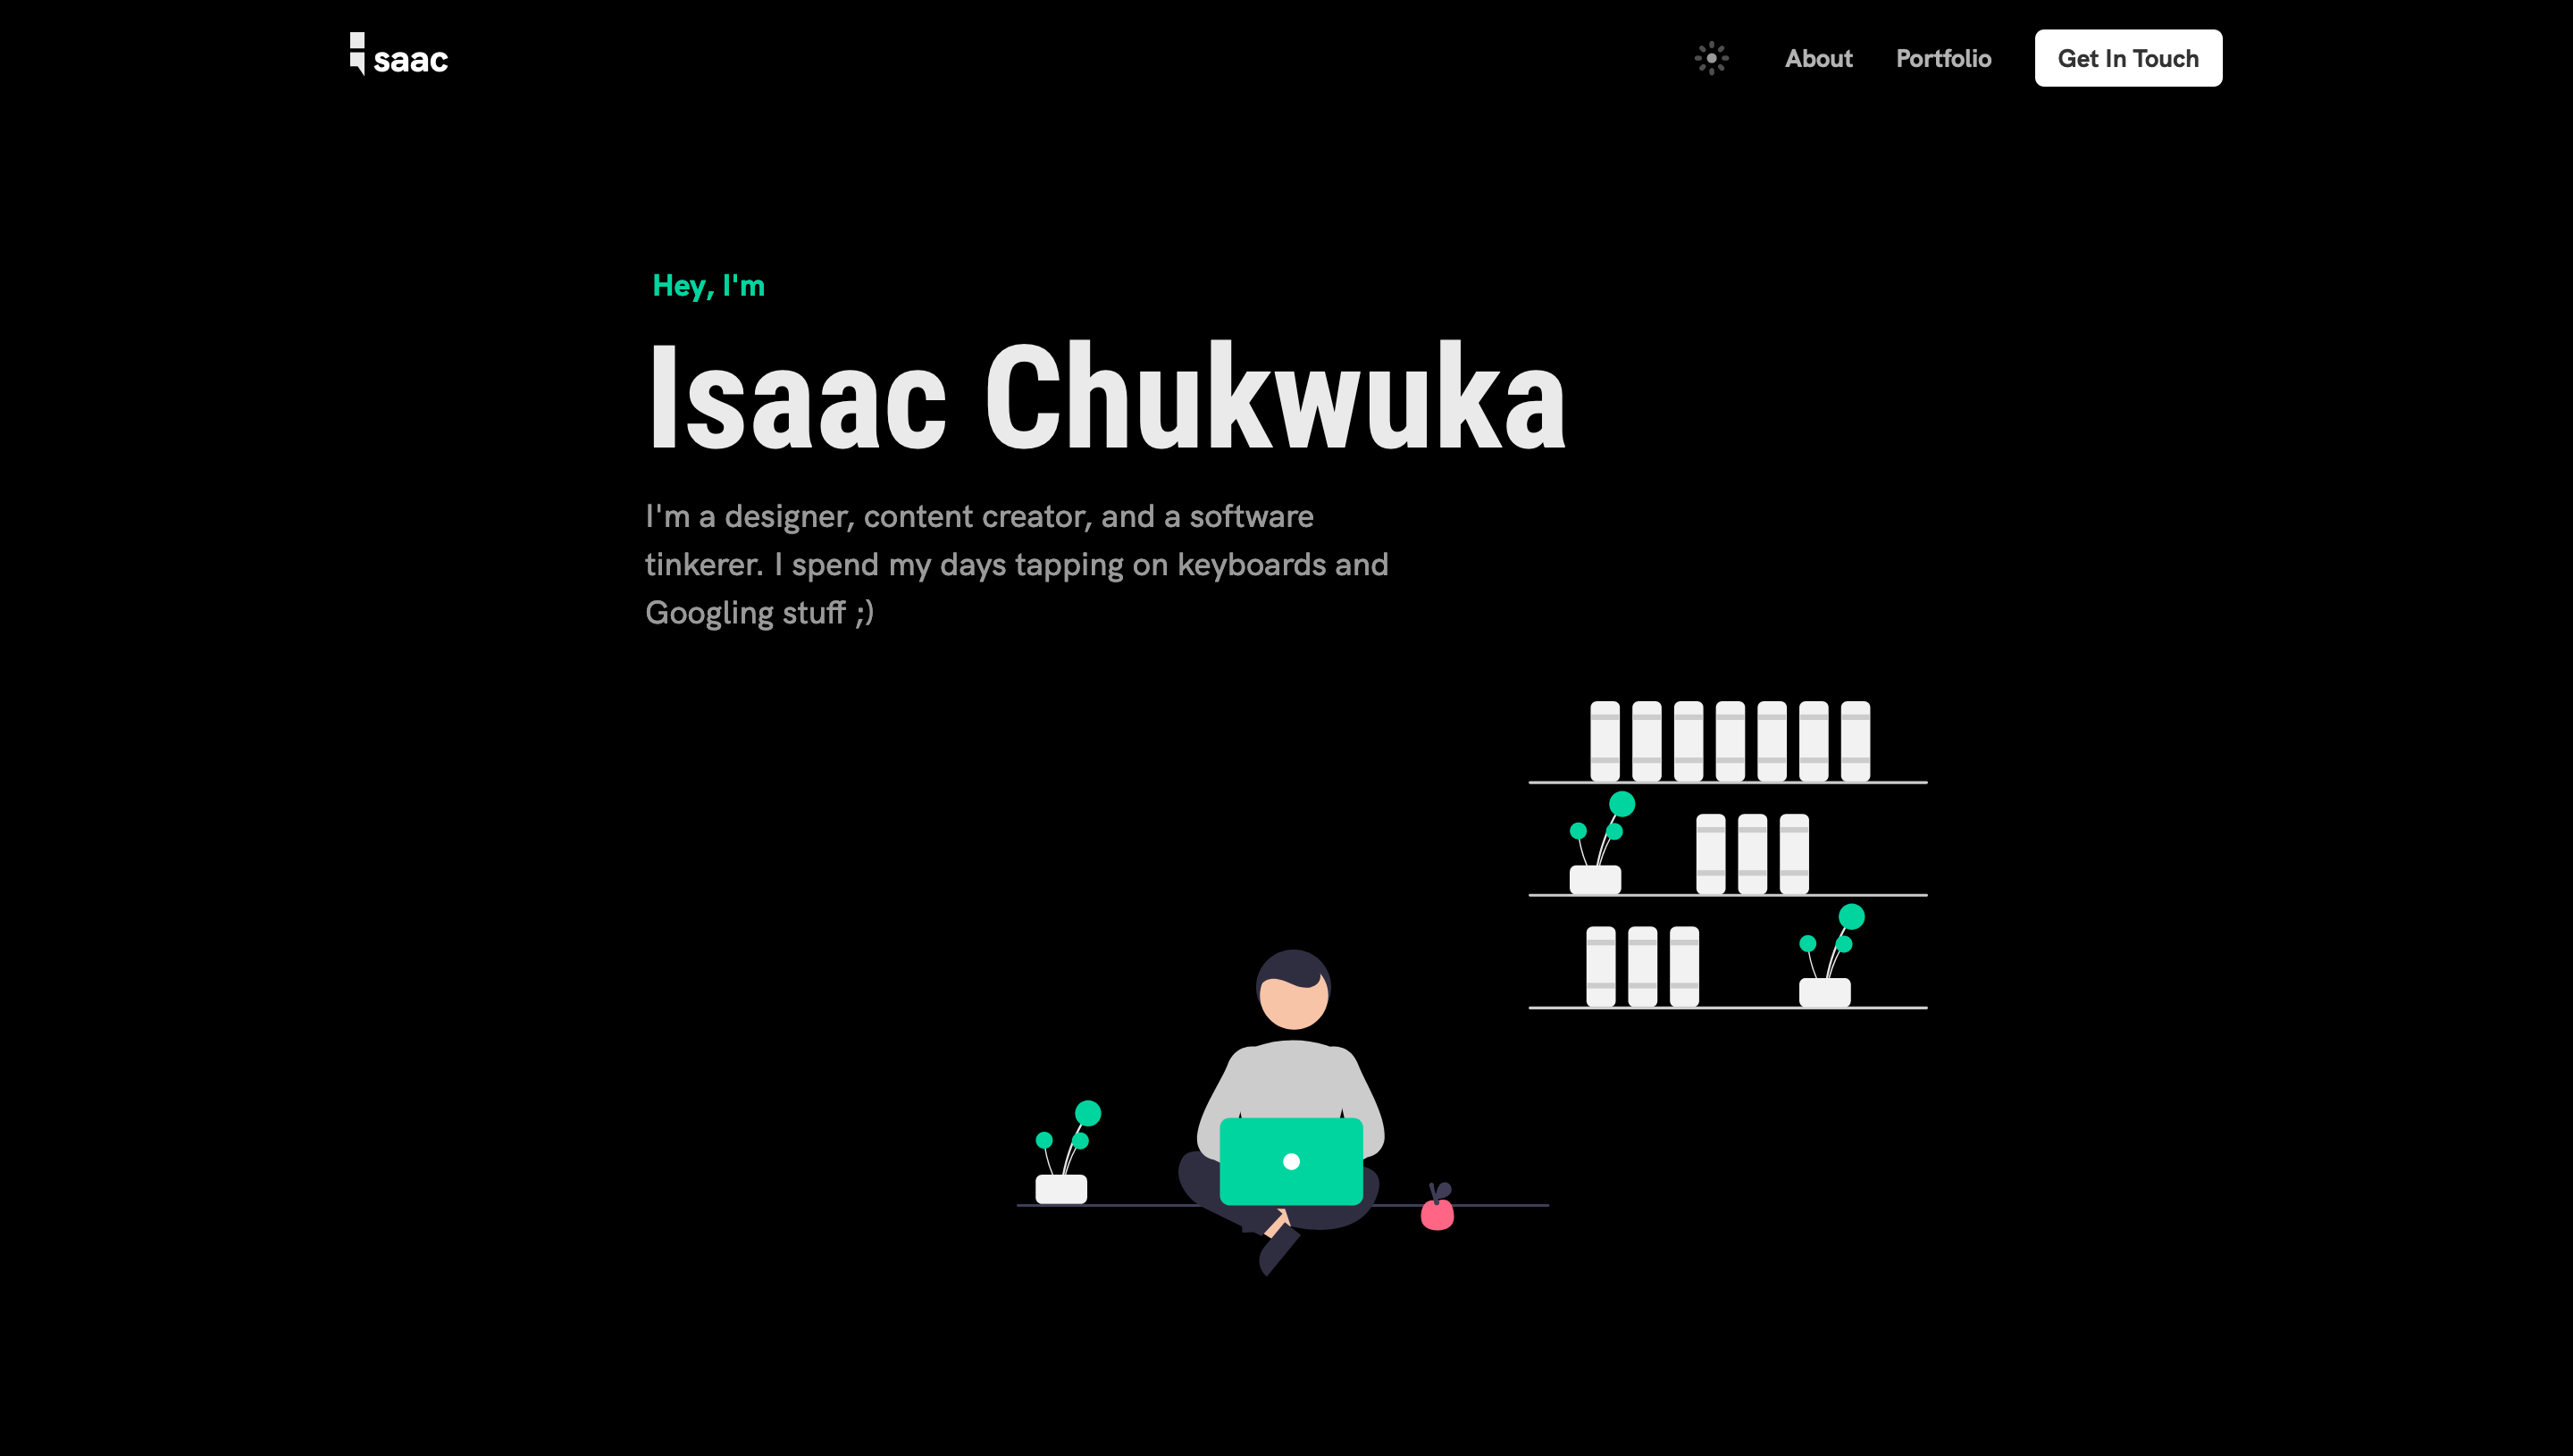 isaac
About
Portfolio
Get In Touch
Hey, I'm
Isaac Chukwuka
I'm a designer, content creator, and a software
tinkerer. I spend my days tapping on keyboards and
Googling stuff ;)